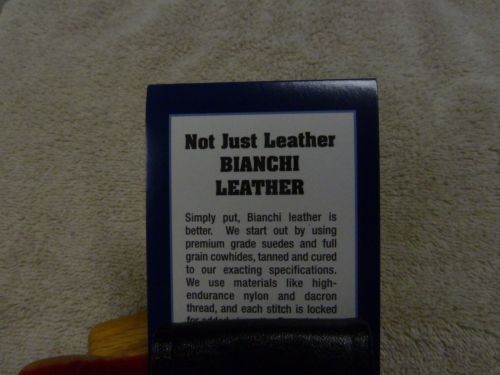 Not Just Leather
BIANCHI
LEATHER
Simply put, Bianchi leather is
better. We start out by using
premium grade suedes and full
grain cowhides, tanned and cured
to our exacting specifications.
We use materials like high-
endurance nylon and dacron
thread, and each stitch is locked
for added